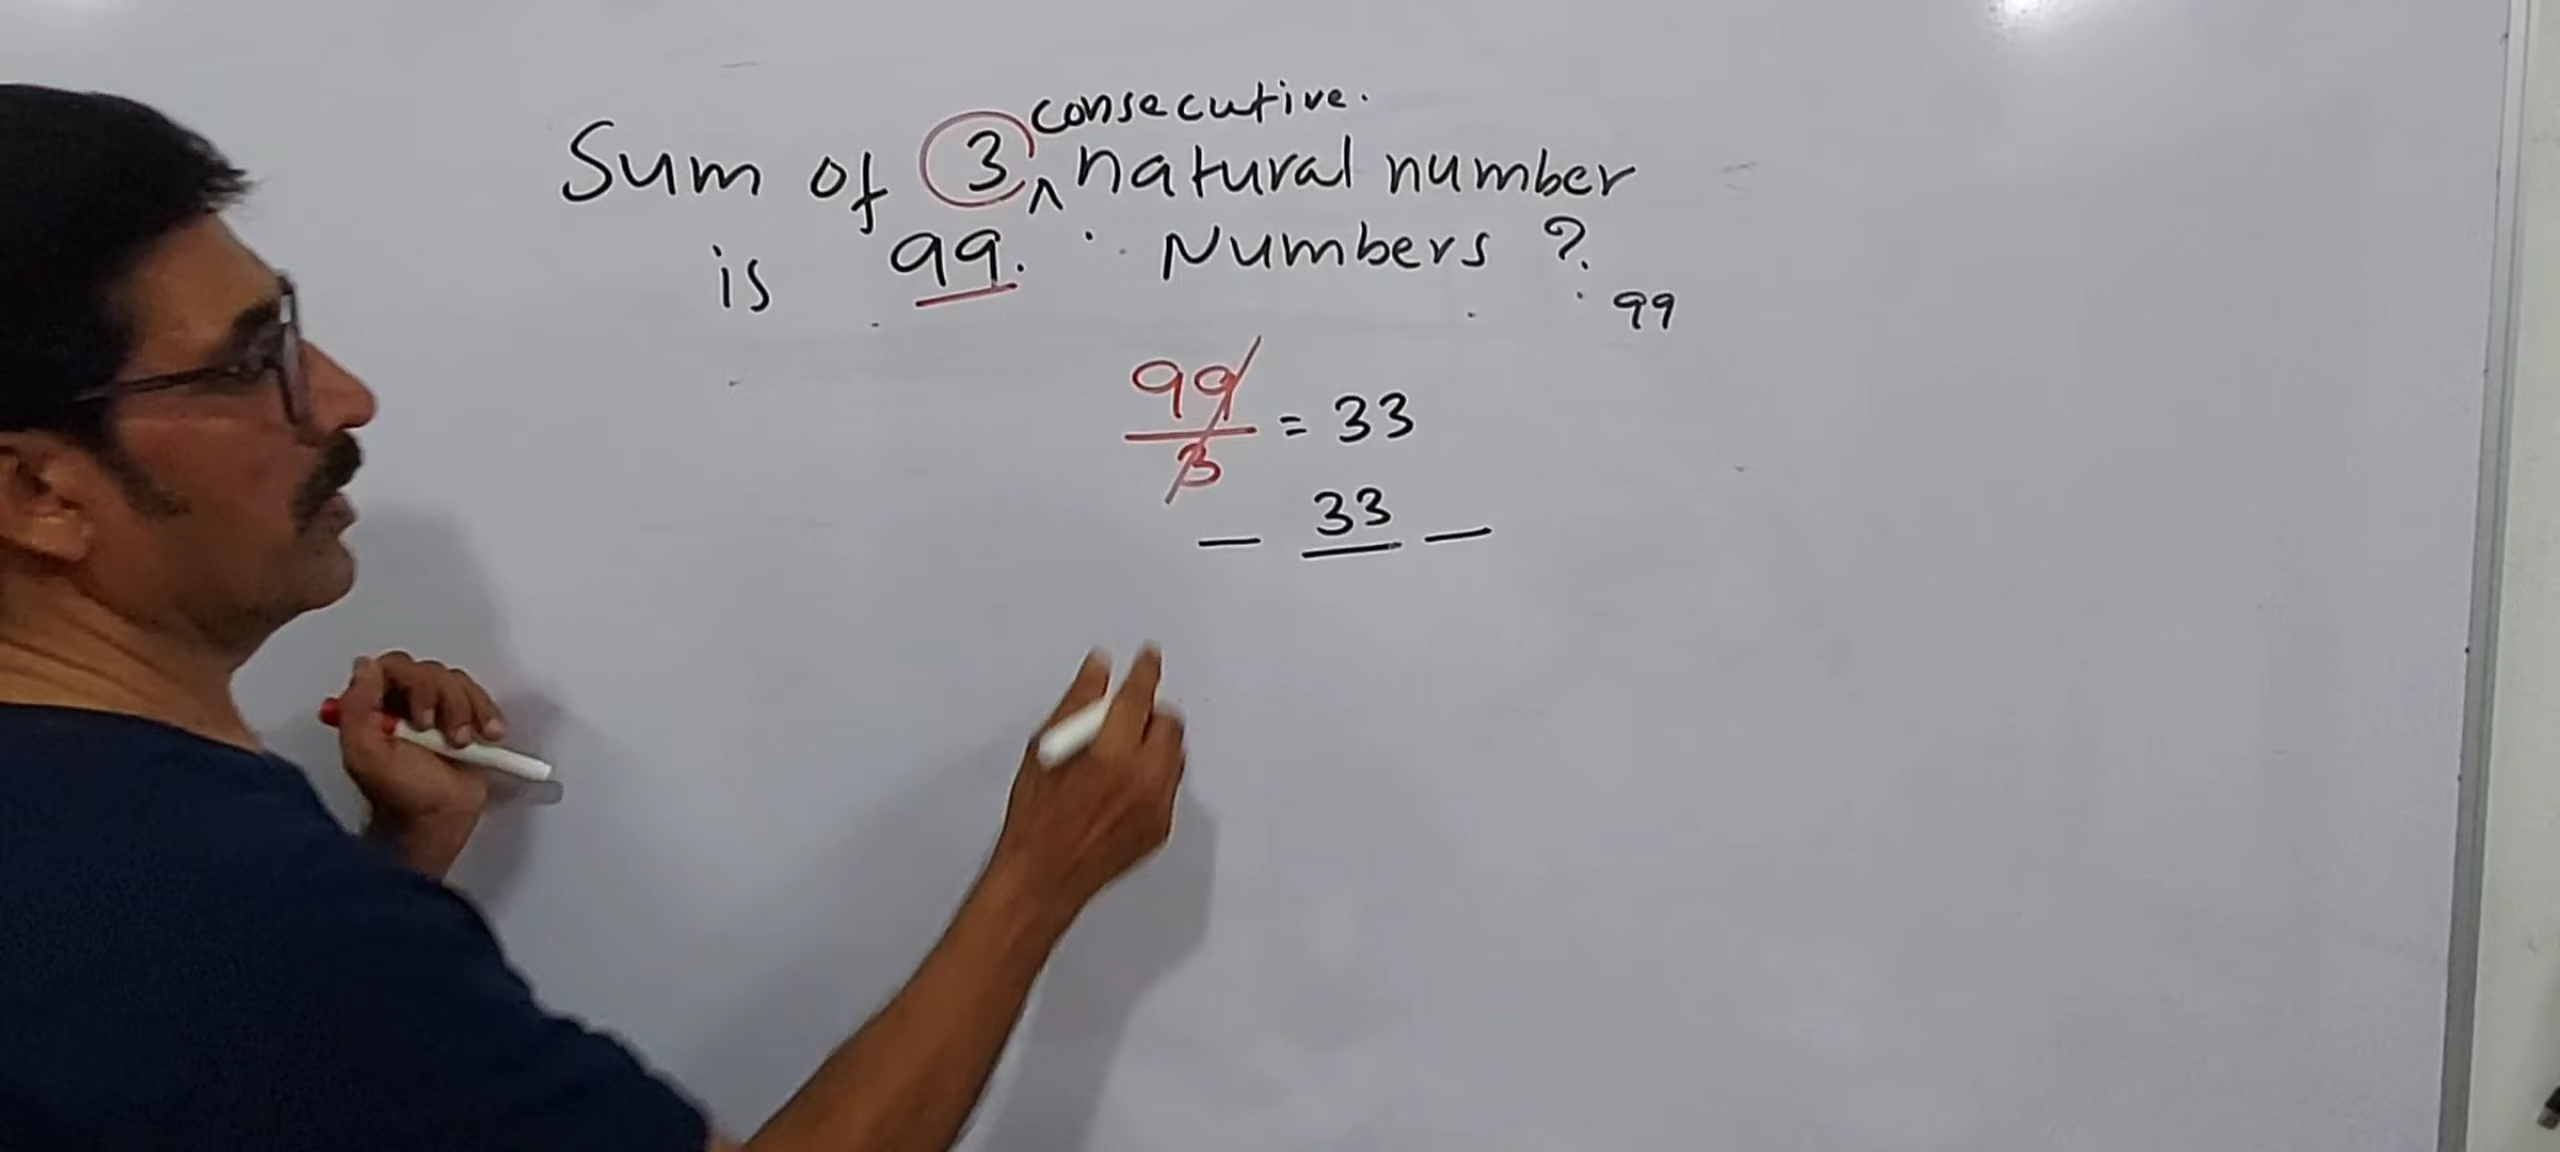 Sum of 3 ^ consecutive. natural number
is 99. Numbers ?
99
99/3 = 33
_ 33 _